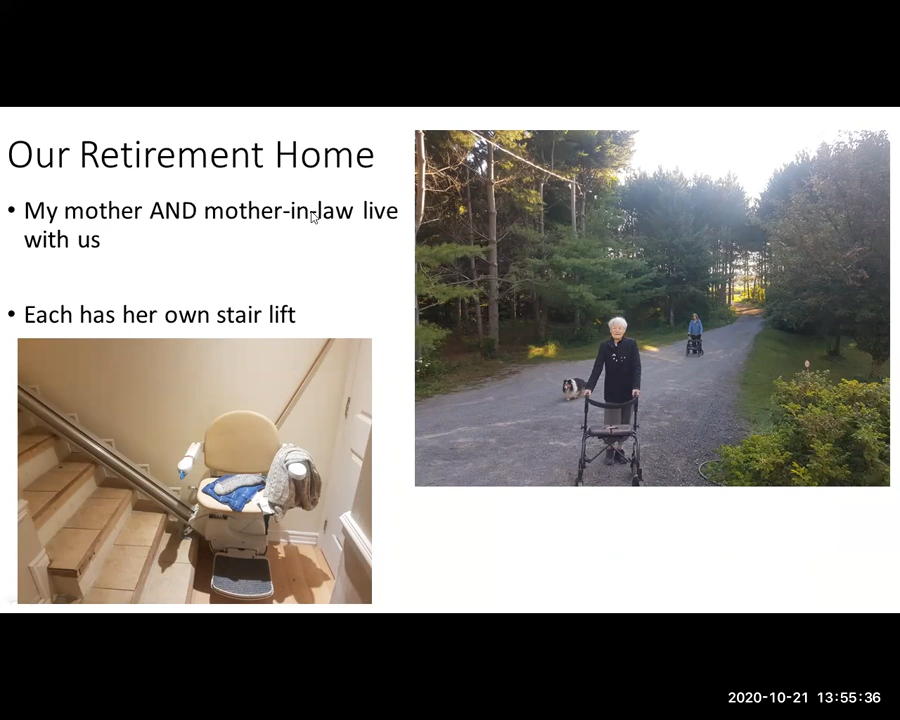 Our Retirement Home
• My mother AND mother-in-law live
with us
• Each has her own stair lift
2020-10-21 13:55:36